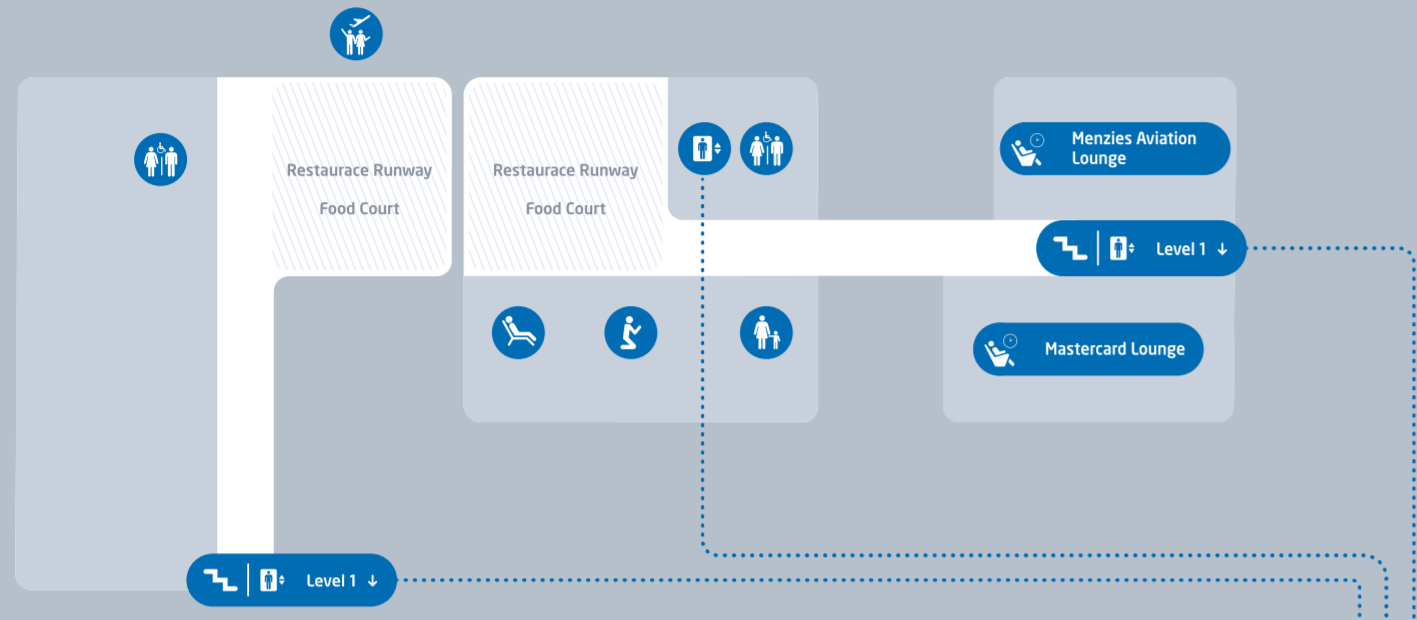 Restaurace Runway
Food Court
Restaurace Runway
Food Court
Menzies Aviation
Lounge
Level 1 ↓
Mastercard Lounge
Level 1 ↓